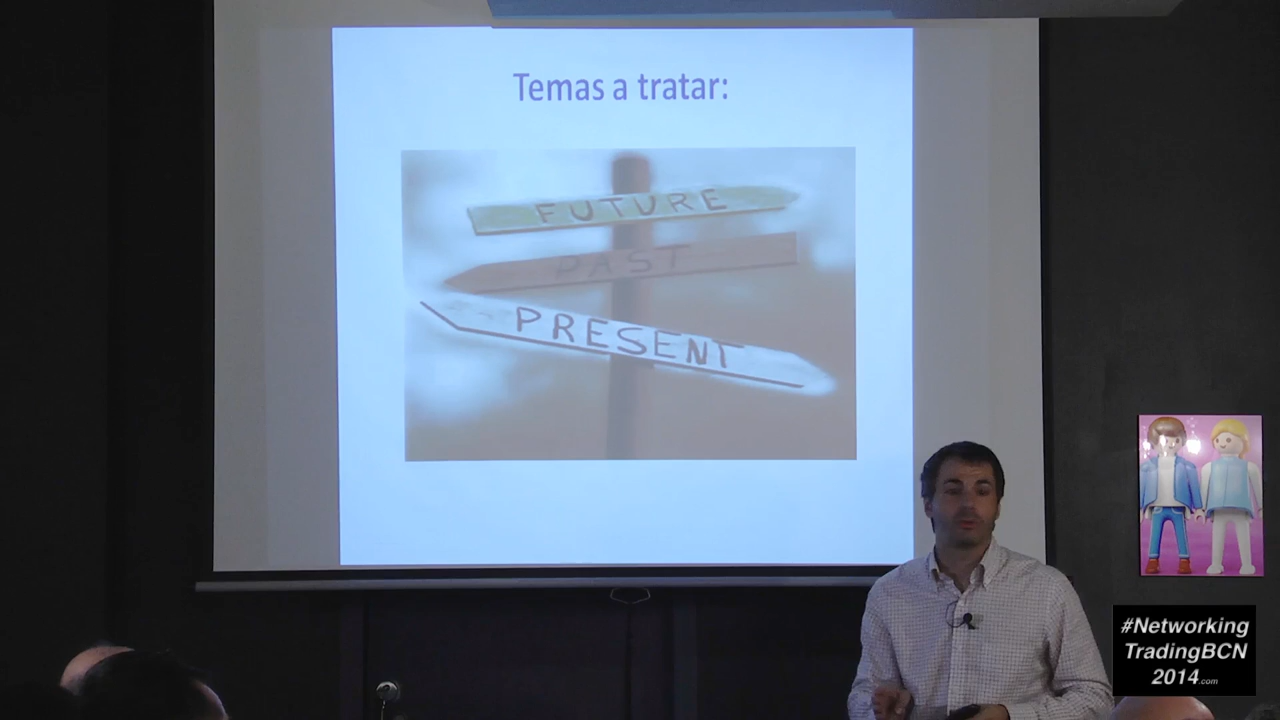 Temas a tratar:
FUTURE
PAST
PRESENT
#Networking
TradingBCN
2014.com